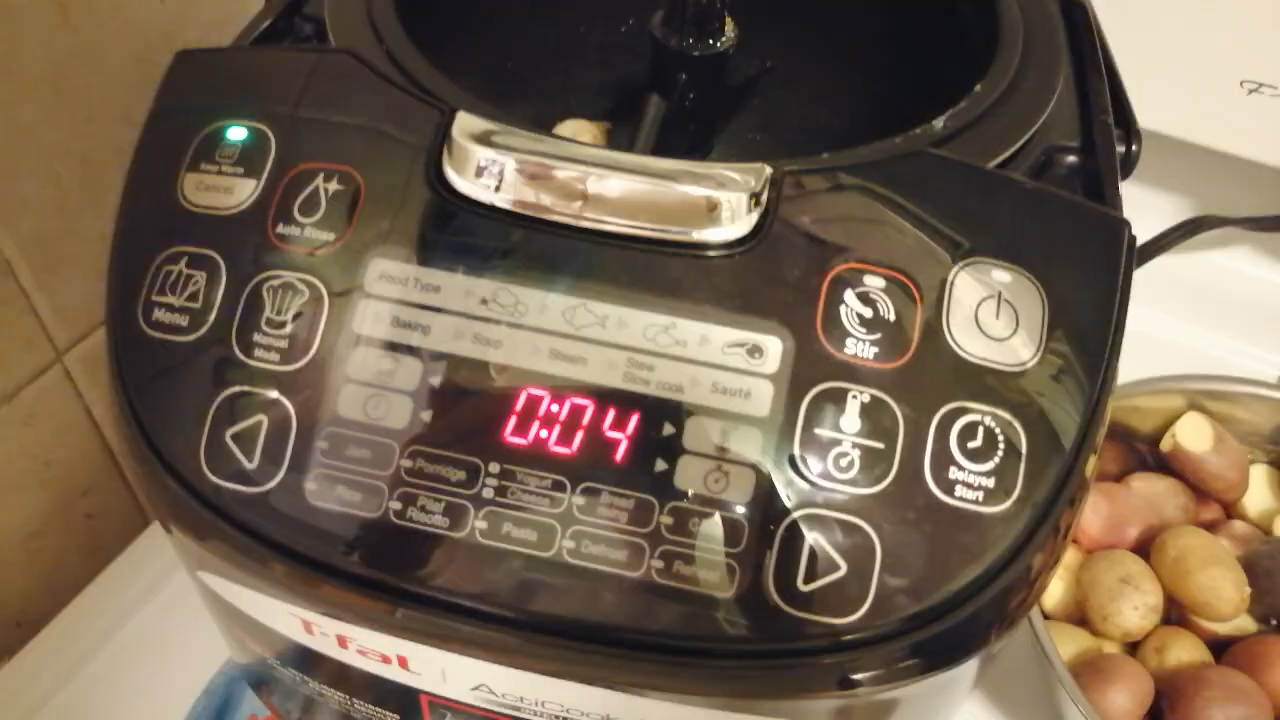 Keep Warm
Cancel
Auto Rinse
Menu
Manual
Mode
Food Type
Baking
Soup
Steam
Stew
Slow cook
Sauté
Stir
0:04
Delayed
Start
Jam
Porridge
Yogurt
Cheese
Rice
Pilaf
Risotto
Pasta
Defrost
T-fal
ActiCook